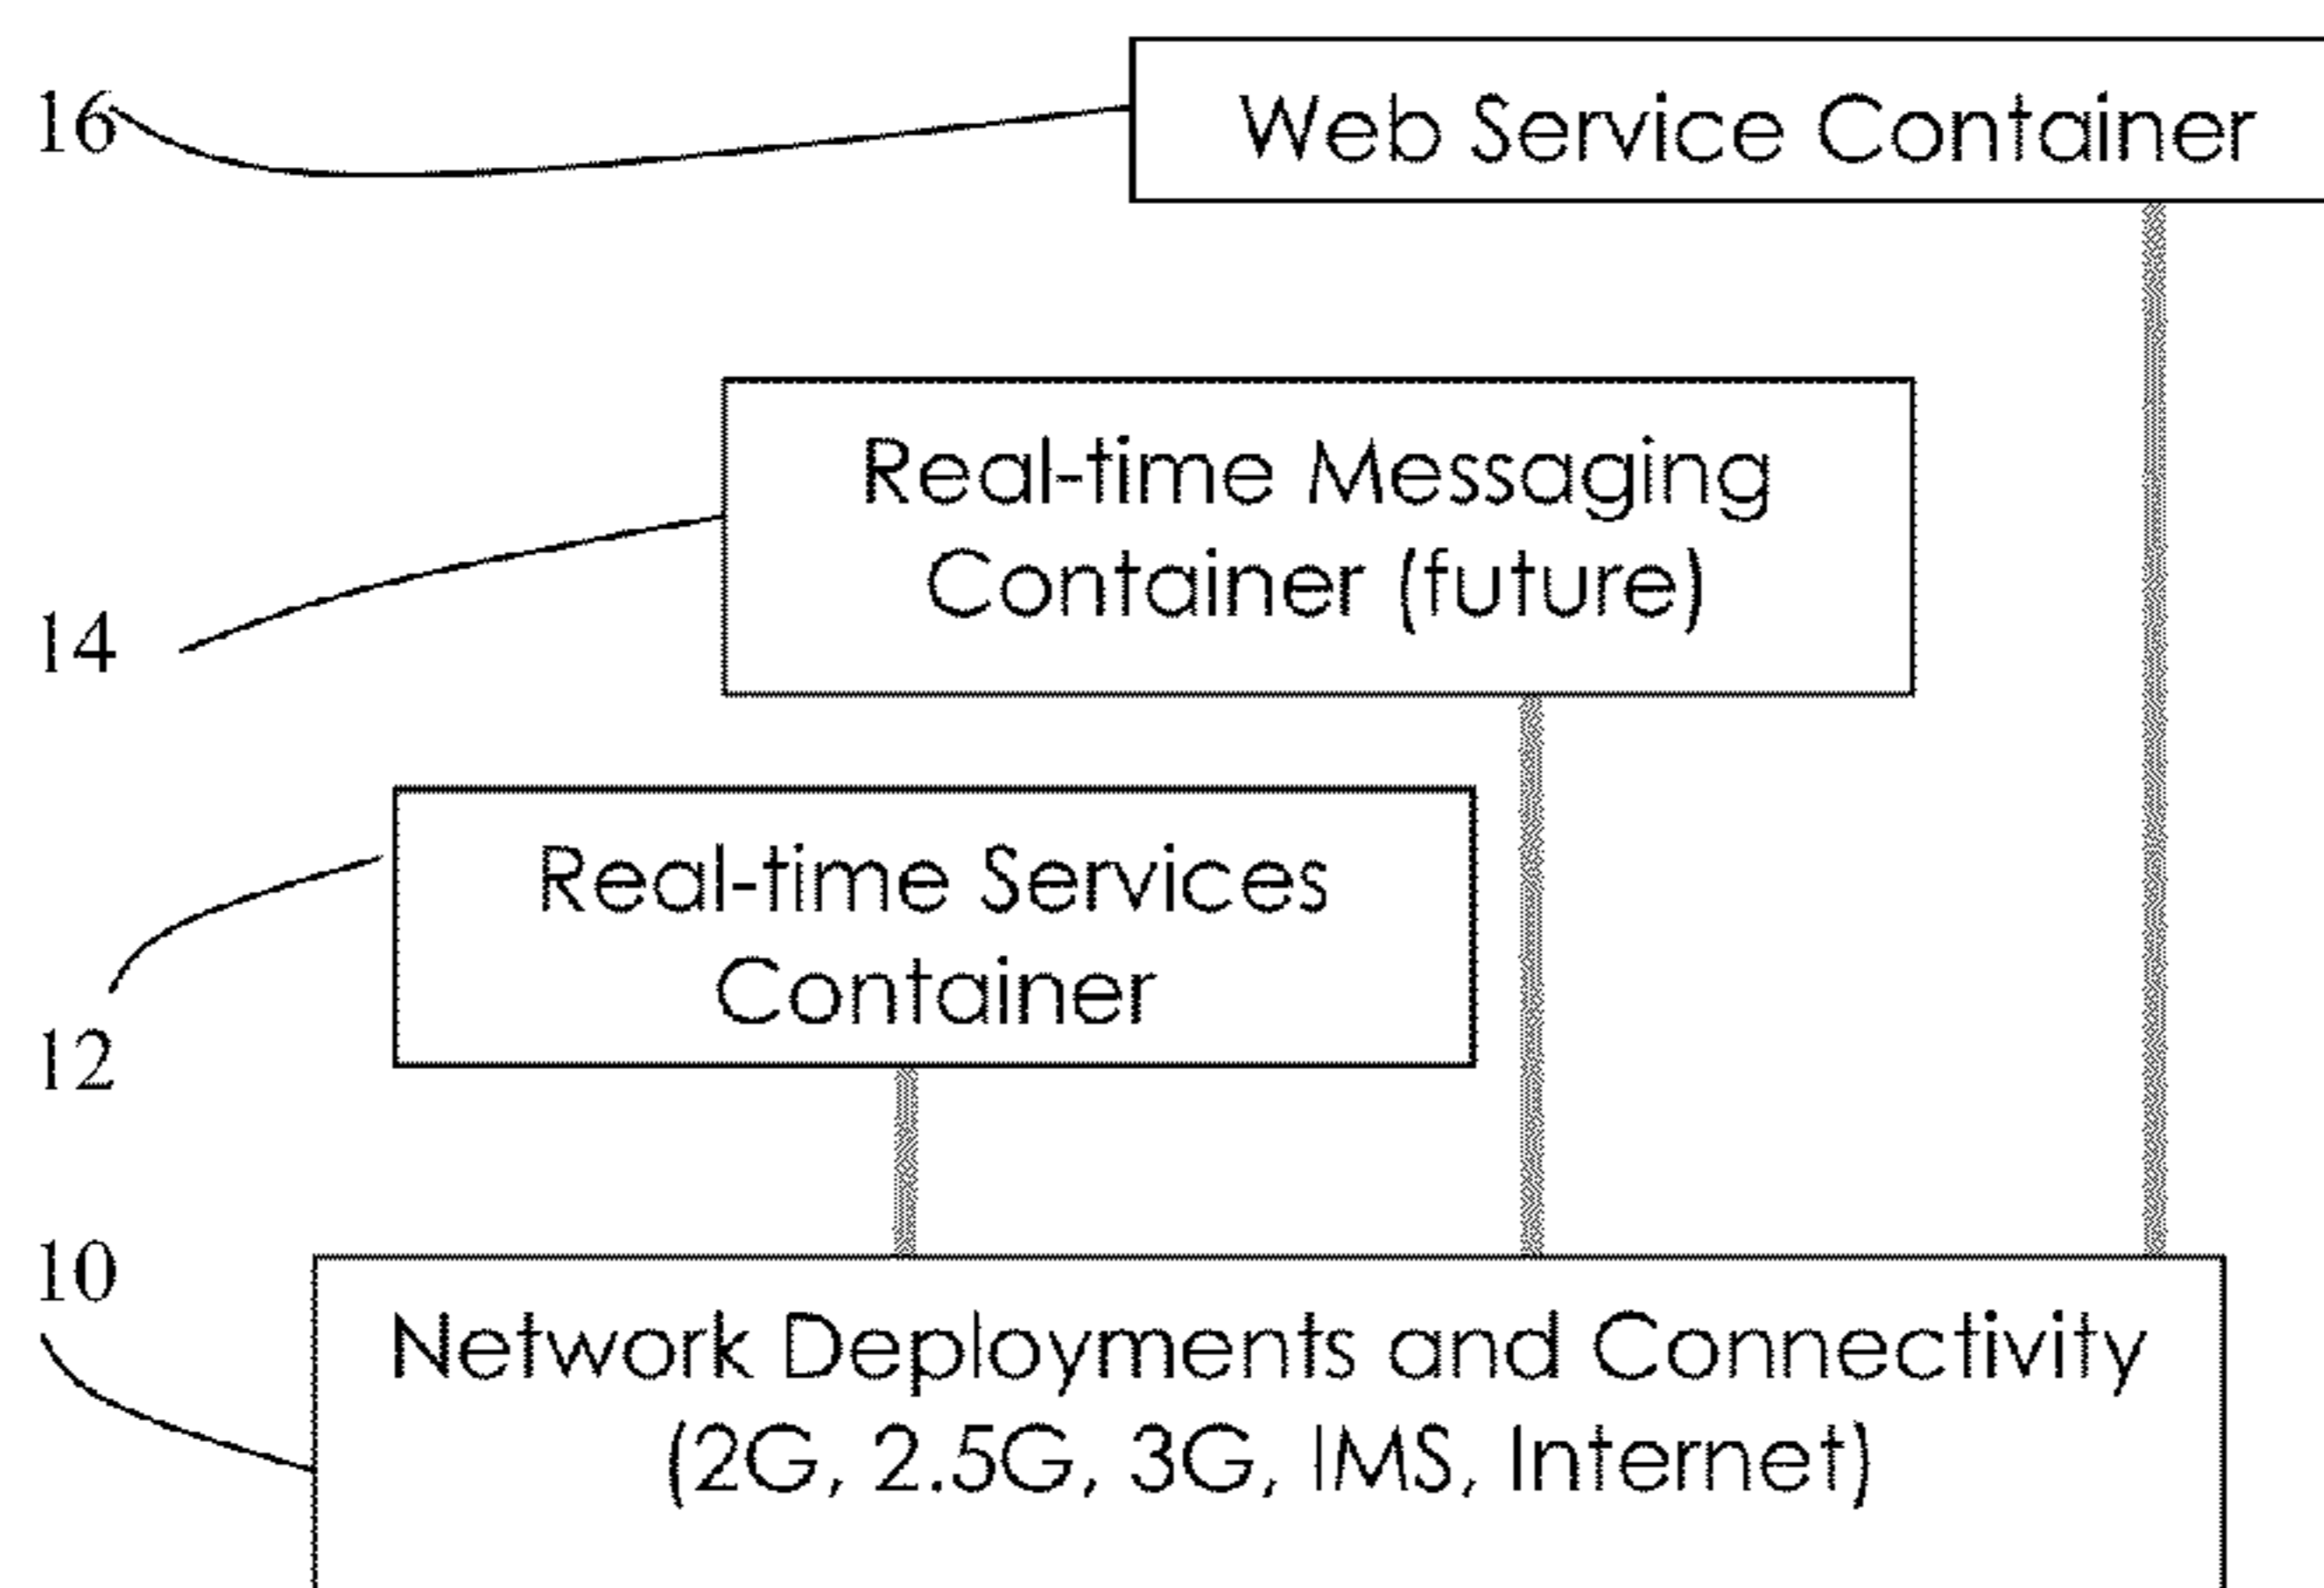 16
Web Service Container
Real-time Messaging
Container (future)
14
Real-time Services
Container
12
10
Network Deployments and Connectivity
(2G, 2.5G, 3G, IMS, Internet)